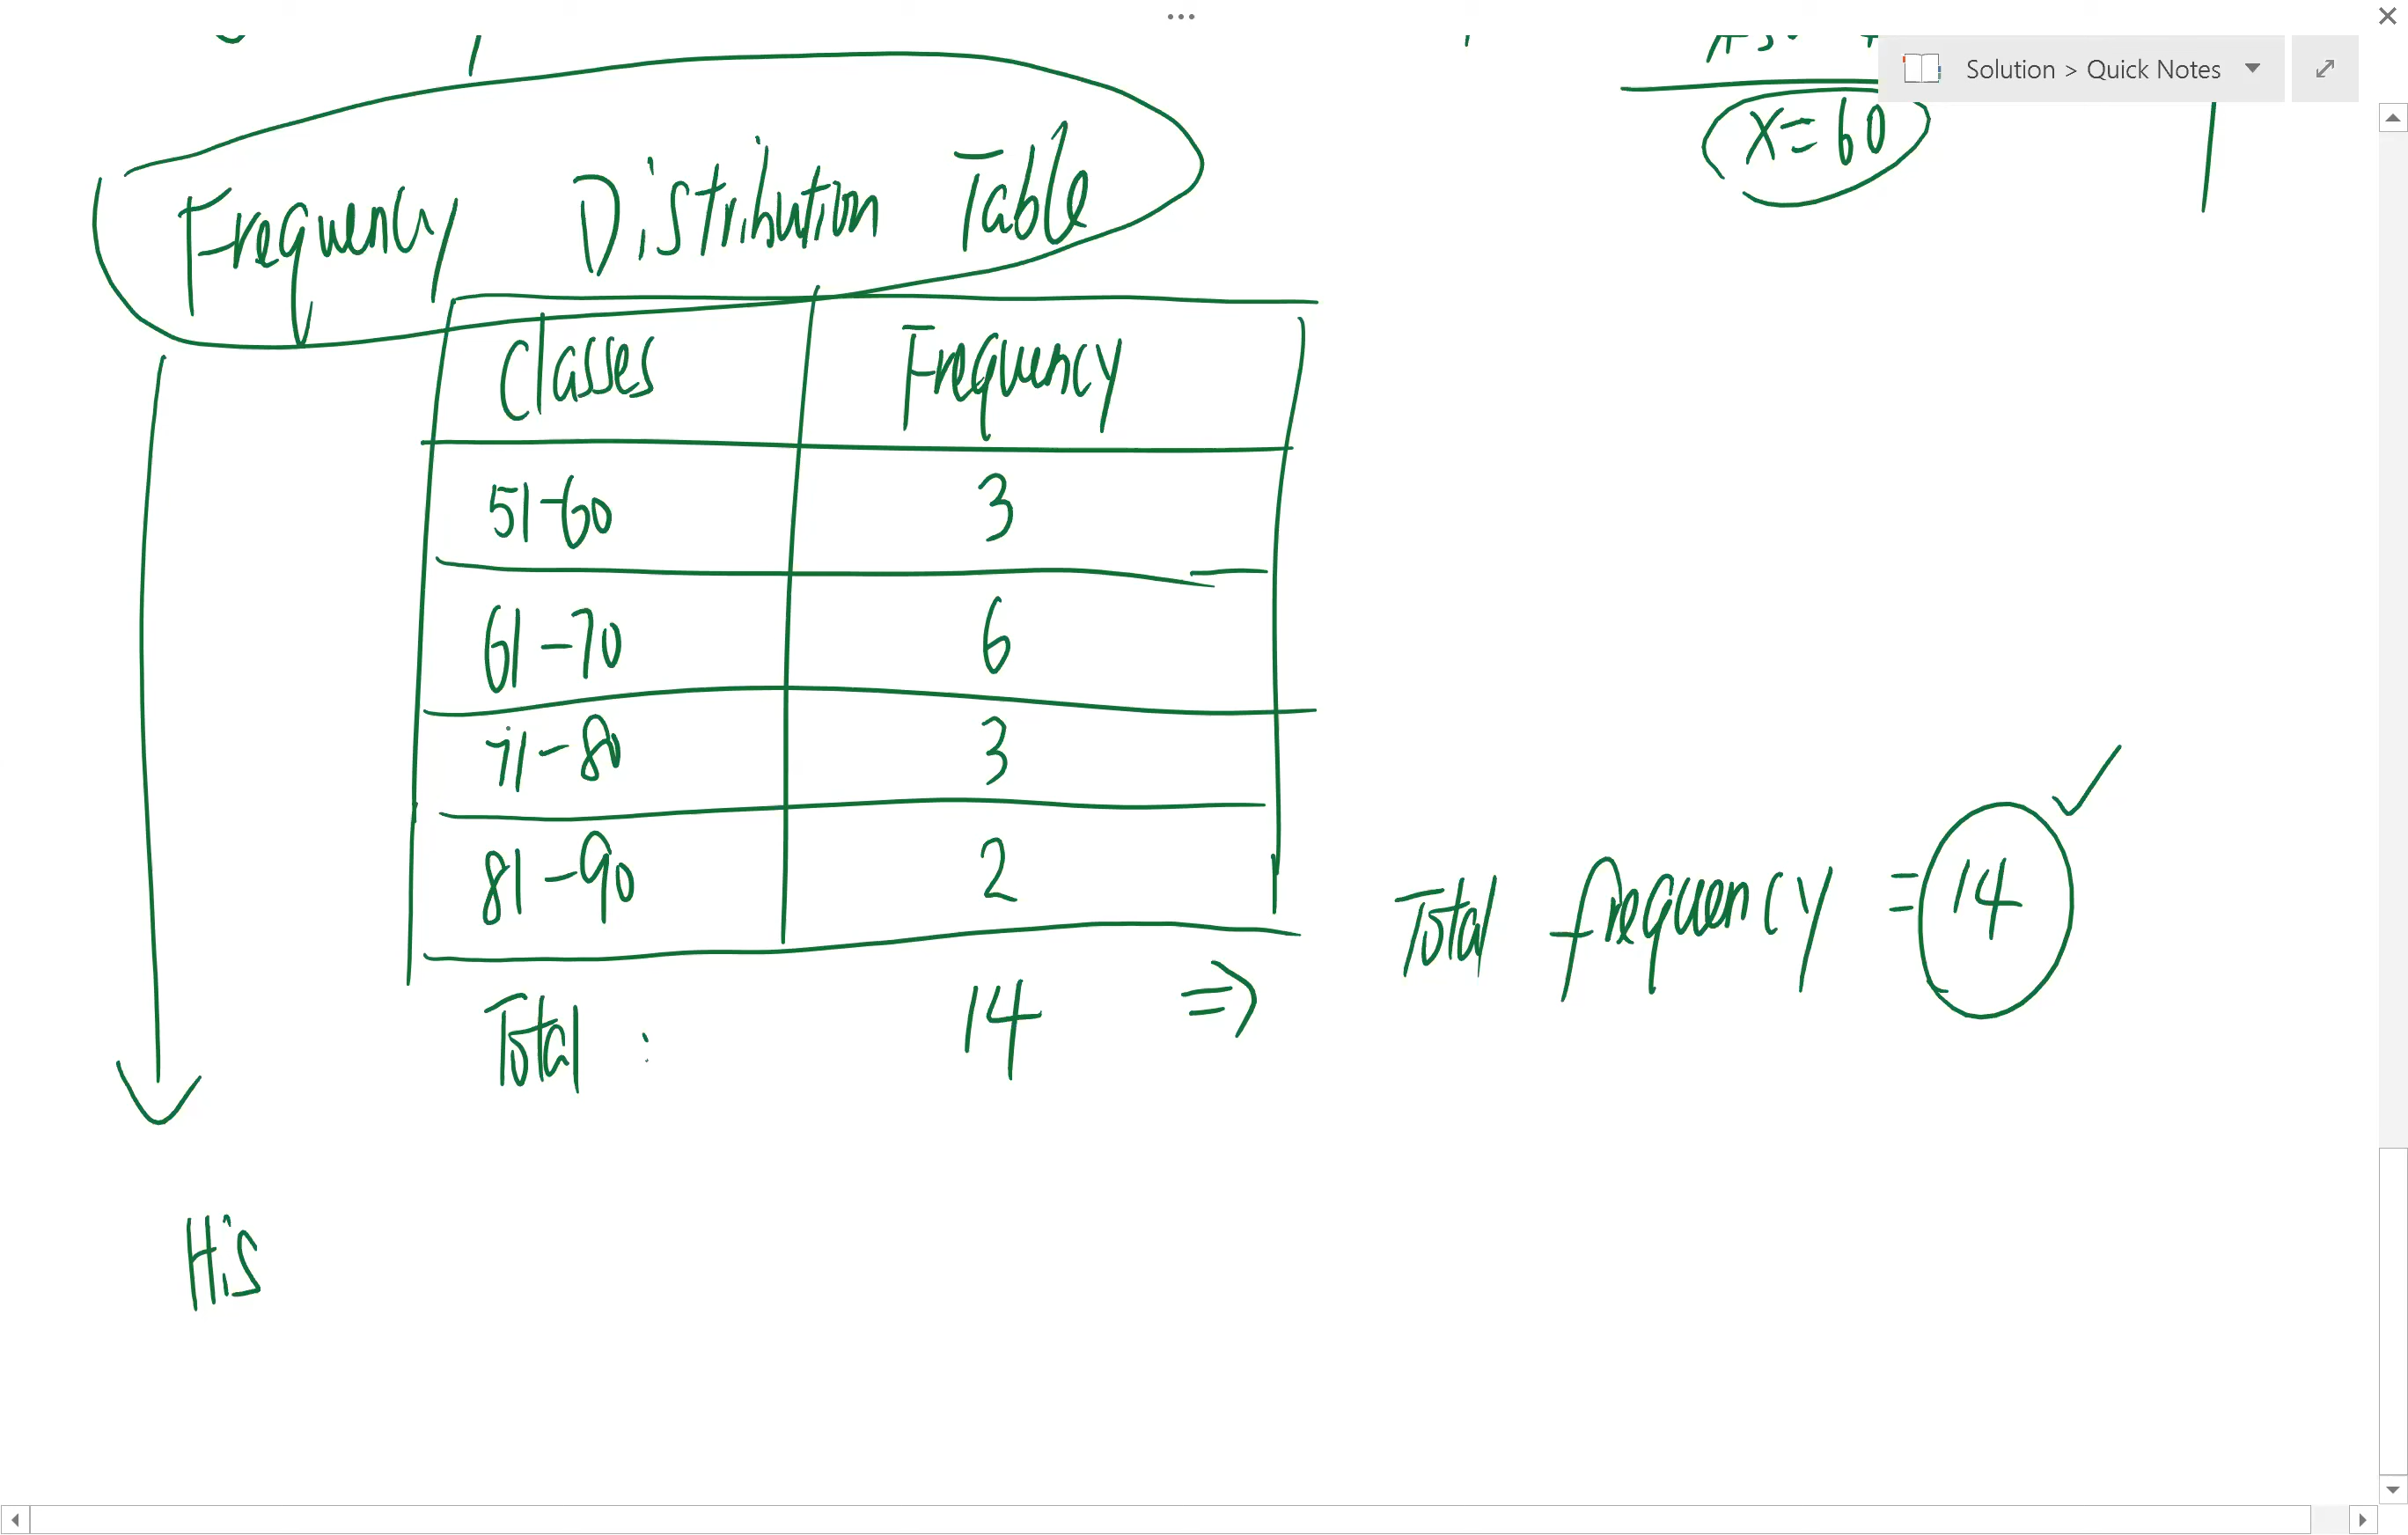 Solution > Quick Notes
x=60
Frequency Distribution Table
Classes Frequency
51-60 3
61-70 6
71-80 3
81-90 2
Total : 14 ⇒ Total frequency = 14 ✓
His